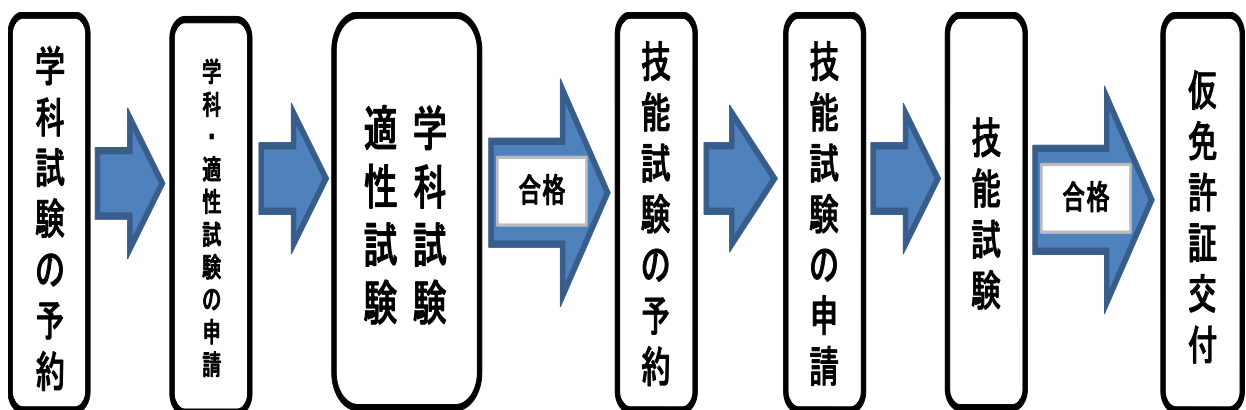 学科試験の予約
学科・適性試験の申請
学科試験
適性試験
合格
技能試験の予約
技能試験の申請
技能試験
合格
仮免許証交付